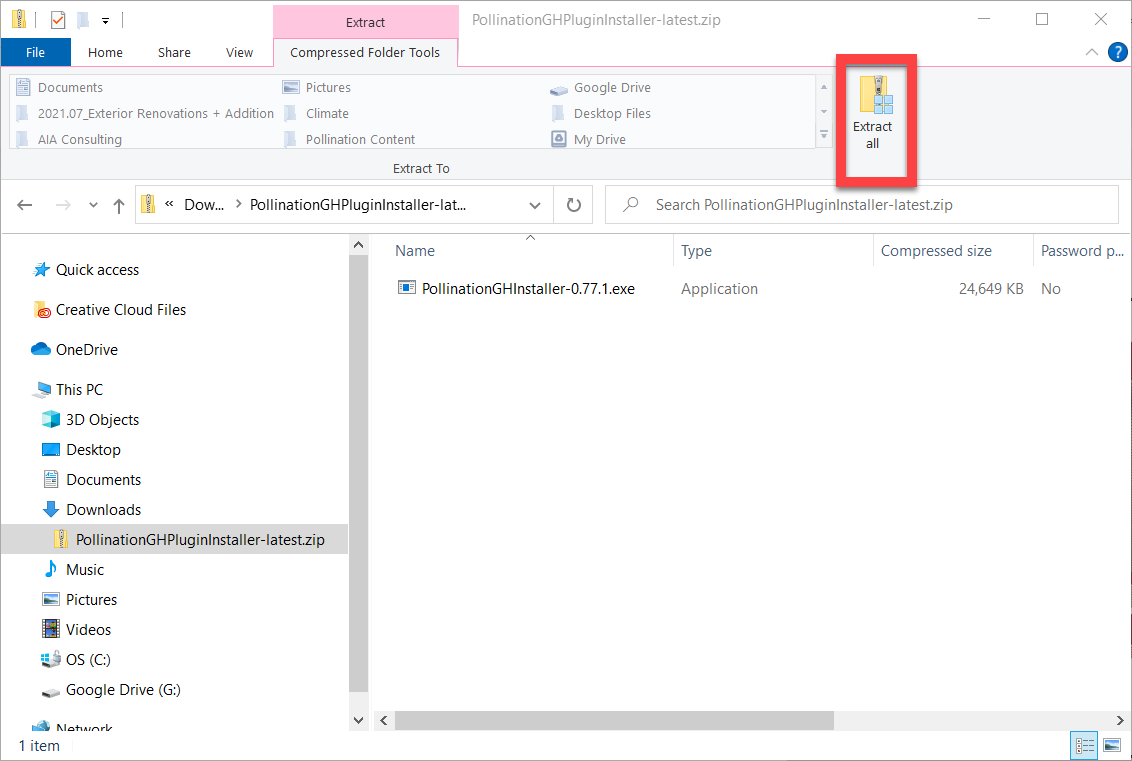 Extract
PollinationGHPluginInstaller-latest.zip
File
Home
Share
View
Compressed Folder Tools
Documents
Pictures
Google Drive
2021.07_Exterior Renovations + Addition
Climate
Desktop Files
AIA Consulting
Pollination Content
My Drive
Extract all
Extract To
« Dow... > PollinationGHPluginInstaller-lat...
Search PollinationGHPluginInstaller-latest.zip
Name
Type
Compressed size
Password p...
PollinationGHInstaller-0.77.1.exe
Application
24,649 KB
No
Quick access
Creative Cloud Files
OneDrive
This PC
3D Objects
Desktop
Documents
Downloads
PollinationGHPluginInstaller-latest.zip
Music
Pictures
Videos
OS (C:)
Google Drive (G:)
Network
1 item